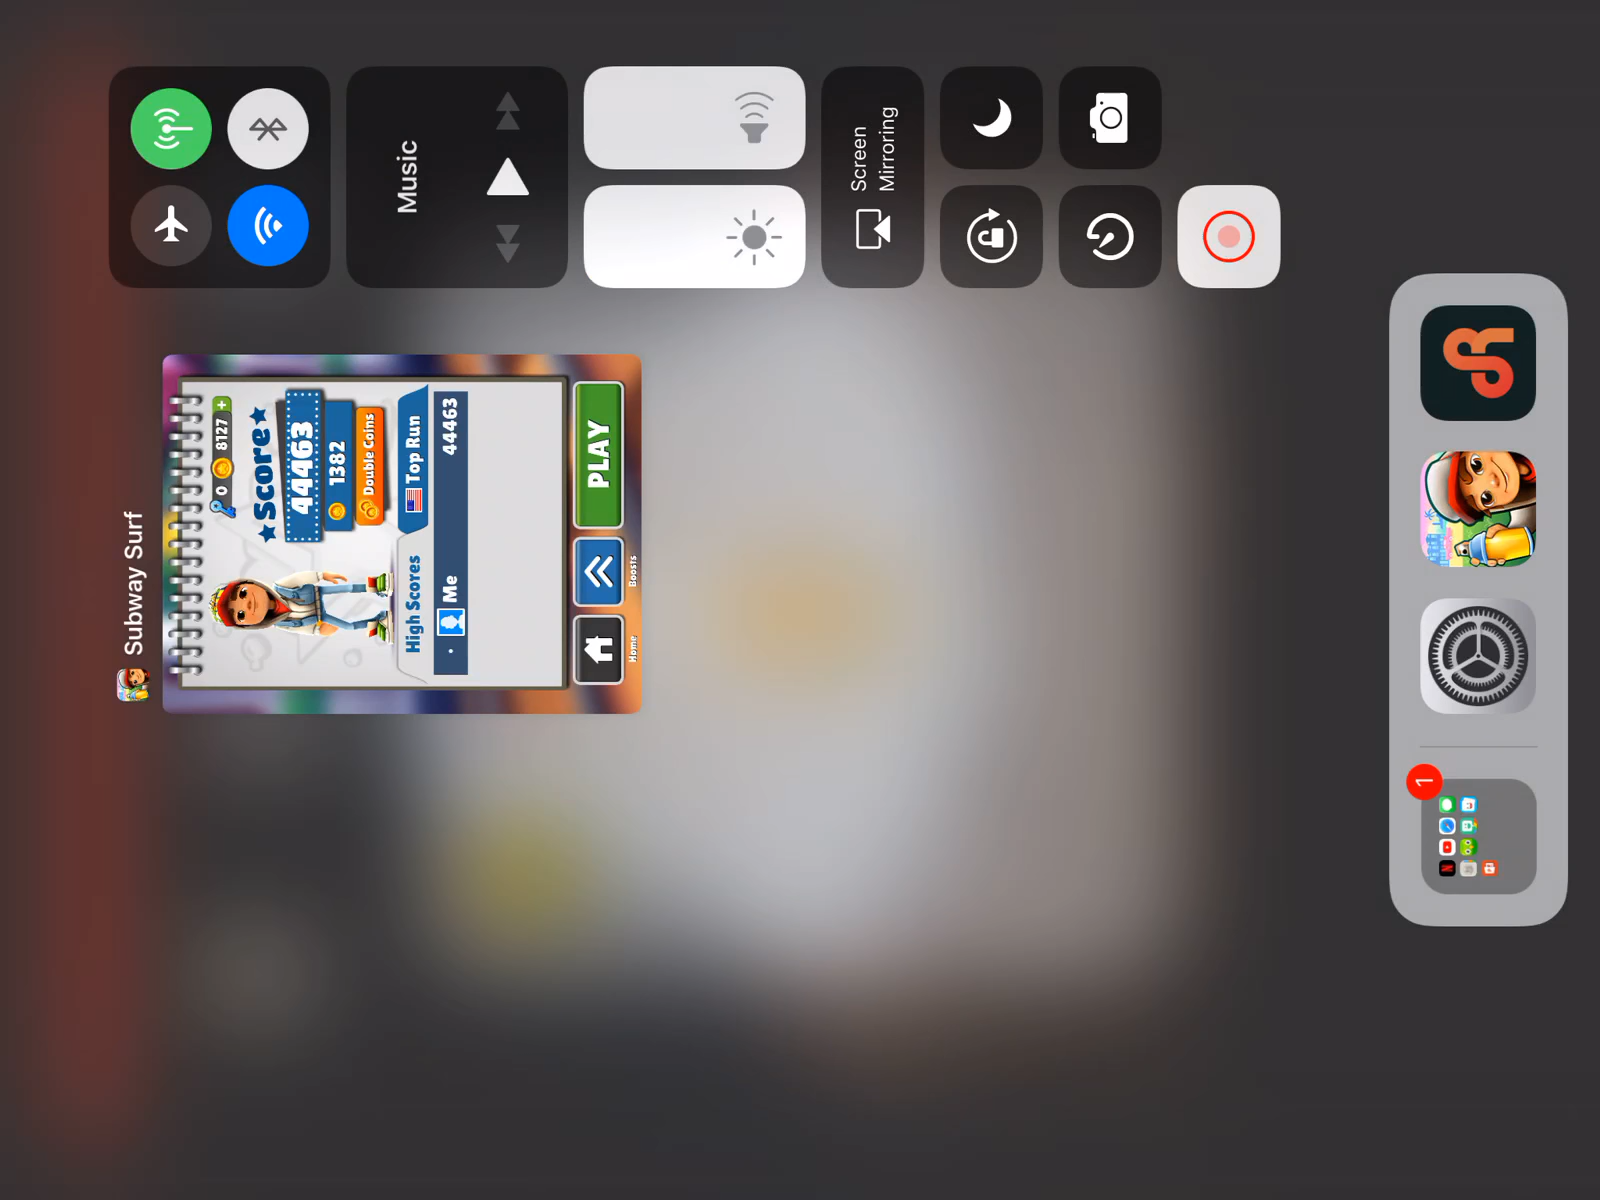 Subway Surf
0 8127 +
Score
44463
1382
Double Coins
High Scores
Top Run
Me 44463
Home
Boosts
PLAY
Music
Screen
Mirroring
1